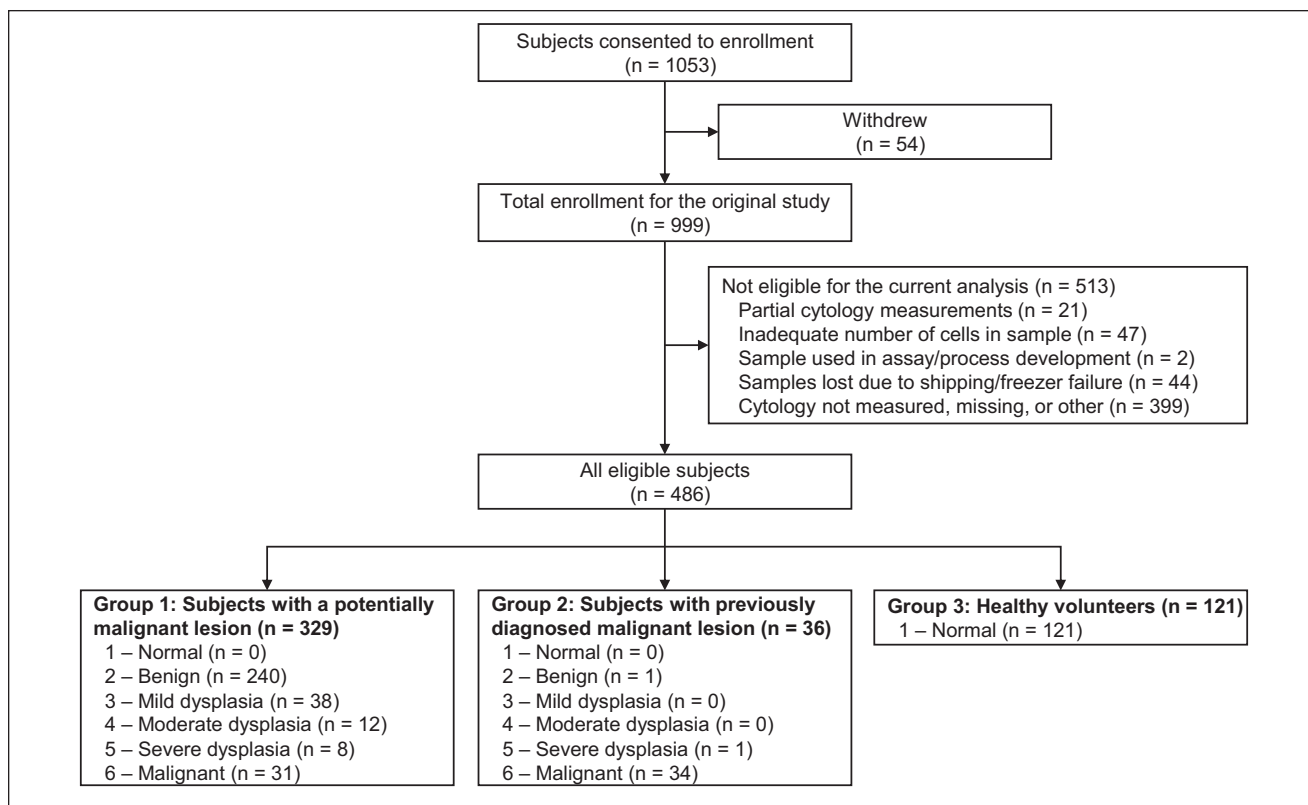 Subjects consented to enrollment
(n = 1053)
Withdrew
(n = 54)
Total enrollment for the original study
(n = 999)
Not eligible for the current analysis (n = 513)
Partial cytology measurements (n = 21)
Inadequate number of cells in sample (n = 47)
Sample used in assay/process development (n = 2)
Samples lost due to shipping/freezer failure (n = 44)
Cytology not measured, missing, or other (n = 399)
All eligible subjects
(n = 486)
Group 1: Subjects with a potentially
malignant lesion (n = 329)
1 – Normal (n = 0)
2 – Benign (n = 240)
3 – Mild dysplasia (n = 38)
4 – Moderate dysplasia (n = 12)
5 – Severe dysplasia (n = 8)
6 – Malignant (n = 31)
Group 2: Subjects with previously
diagnosed malignant lesion (n = 36)
1 – Normal (n = 0)
2 – Benign (n = 1)
3 – Mild dysplasia (n = 0)
4 – Moderate dysplasia (n = 0)
5 – Severe dysplasia (n = 1)
6 – Malignant (n = 34)
Group 3: Healthy volunteers (n = 121)
1 – Normal (n = 121)